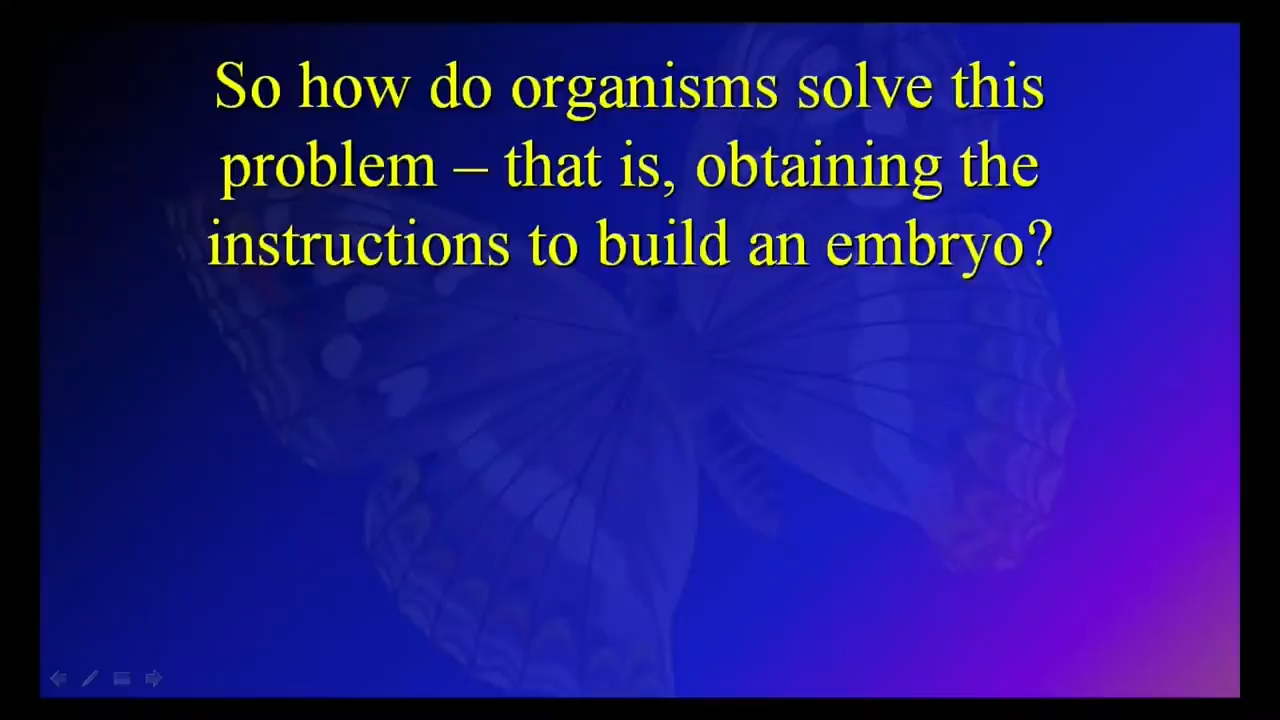 So how do organisms solve this
problem – that is, obtaining the
instructions to build an embryo?